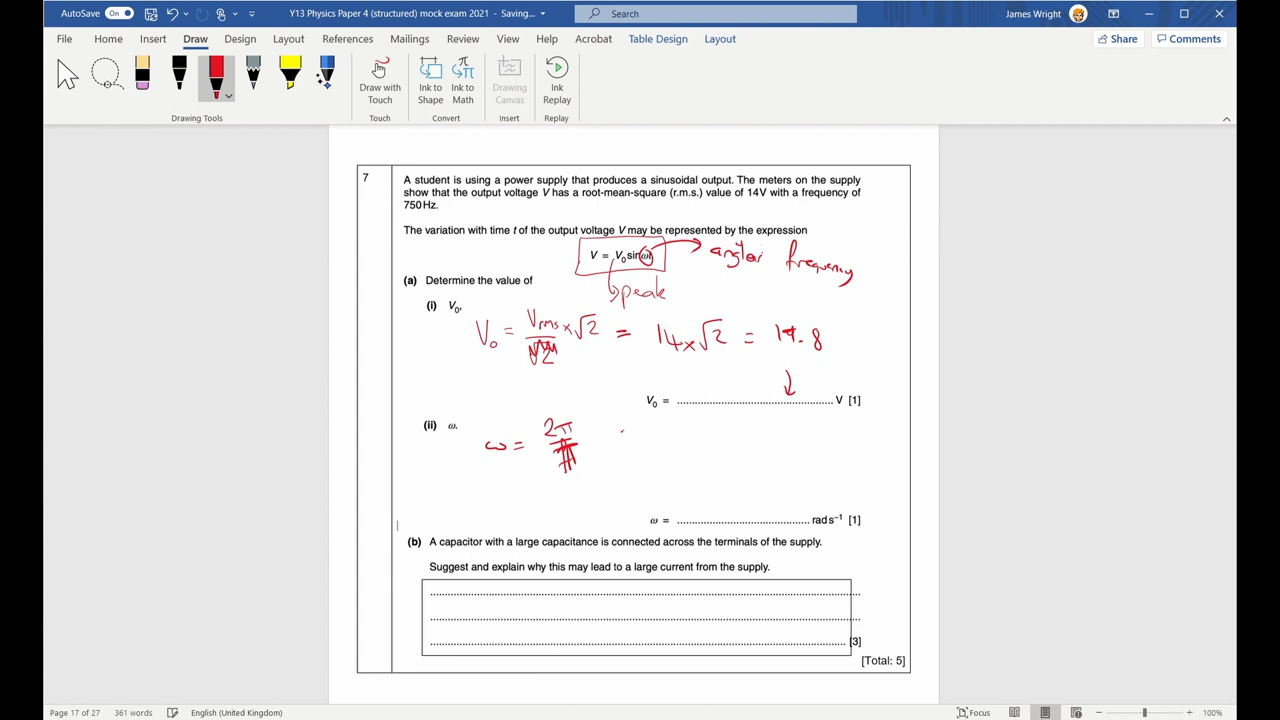 AutoSave On Y13 Physics Paper 4 (structured) mock exam 2021 - Saving... Search James Wright
File Home Insert Draw Design Layout References Mailings Review View Help Acrobat Table Design Layout Share Comments
Draw with Touch Ink to Shape Ink to Math Drawing Canvas Ink Replay
Drawing Tools Touch Convert Insert Replay
7 A student is using a power supply that produces a sinusoidal output. The meters on the supply
show that the output voltage V has a root-mean-square (r.m.s.) value of 14V with a frequency of
750Hz.
The variation with time t of the output voltage V may be represented by the expression
V = V₀sinωt
angular frequency
peak
(a) Determine the value of
(i) V₀,
V₀ = Vrms × √2 = 14 × √2 = 19.8
V₀ = ........................................................ V [1]
(ii) ω.
ω = 2π
ω = ............................................. rad s⁻¹ [1]
(b) A capacitor with a large capacitance is connected across the terminals of the supply.
Suggest and explain why this may lead to a large current from the supply.
[3]
[Total: 5]
Page 17 of 27 361 words English (United Kingdom) Focus 100%